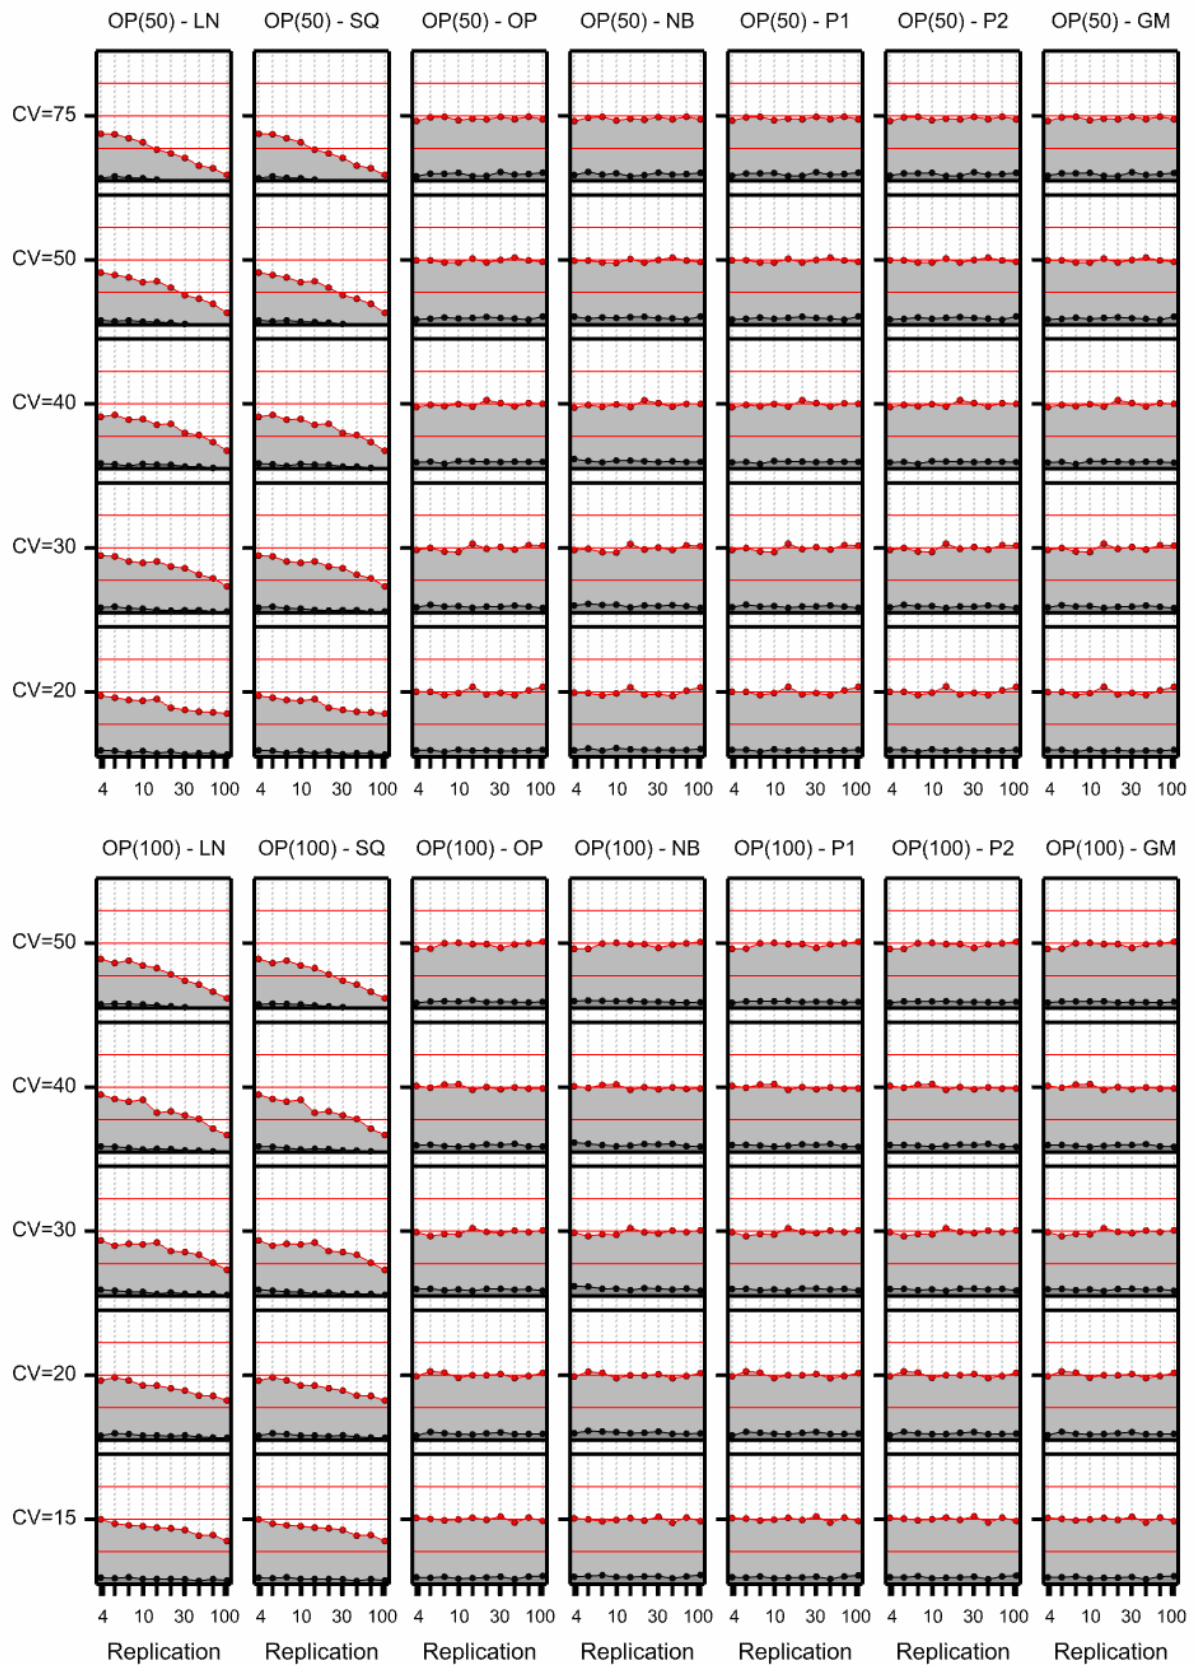 OP(50) - LN OP(50) - SQ OP(50) - OP OP(50) - NB OP(50) - P1 OP(50) - P2 OP(50) - GM
CV=75
CV=50
CV=40
CV=30
CV=20
4 10 30 100 4 10 30 100 4 10 30 100 4 10 30 100 4 10 30 100 4 10 30 100 4 10 30 100
OP(100) - LN OP(100) - SQ OP(100) - OP OP(100) - NB OP(100) - P1 OP(100) - P2 OP(100) - GM
CV=50
CV=40
CV=30
CV=20
CV=15
4 10 30 100 4 10 30 100 4 10 30 100 4 10 30 100 4 10 30 100 4 10 30 100 4 10 30 100
Replication Replication Replication Replication Replication Replication Replication